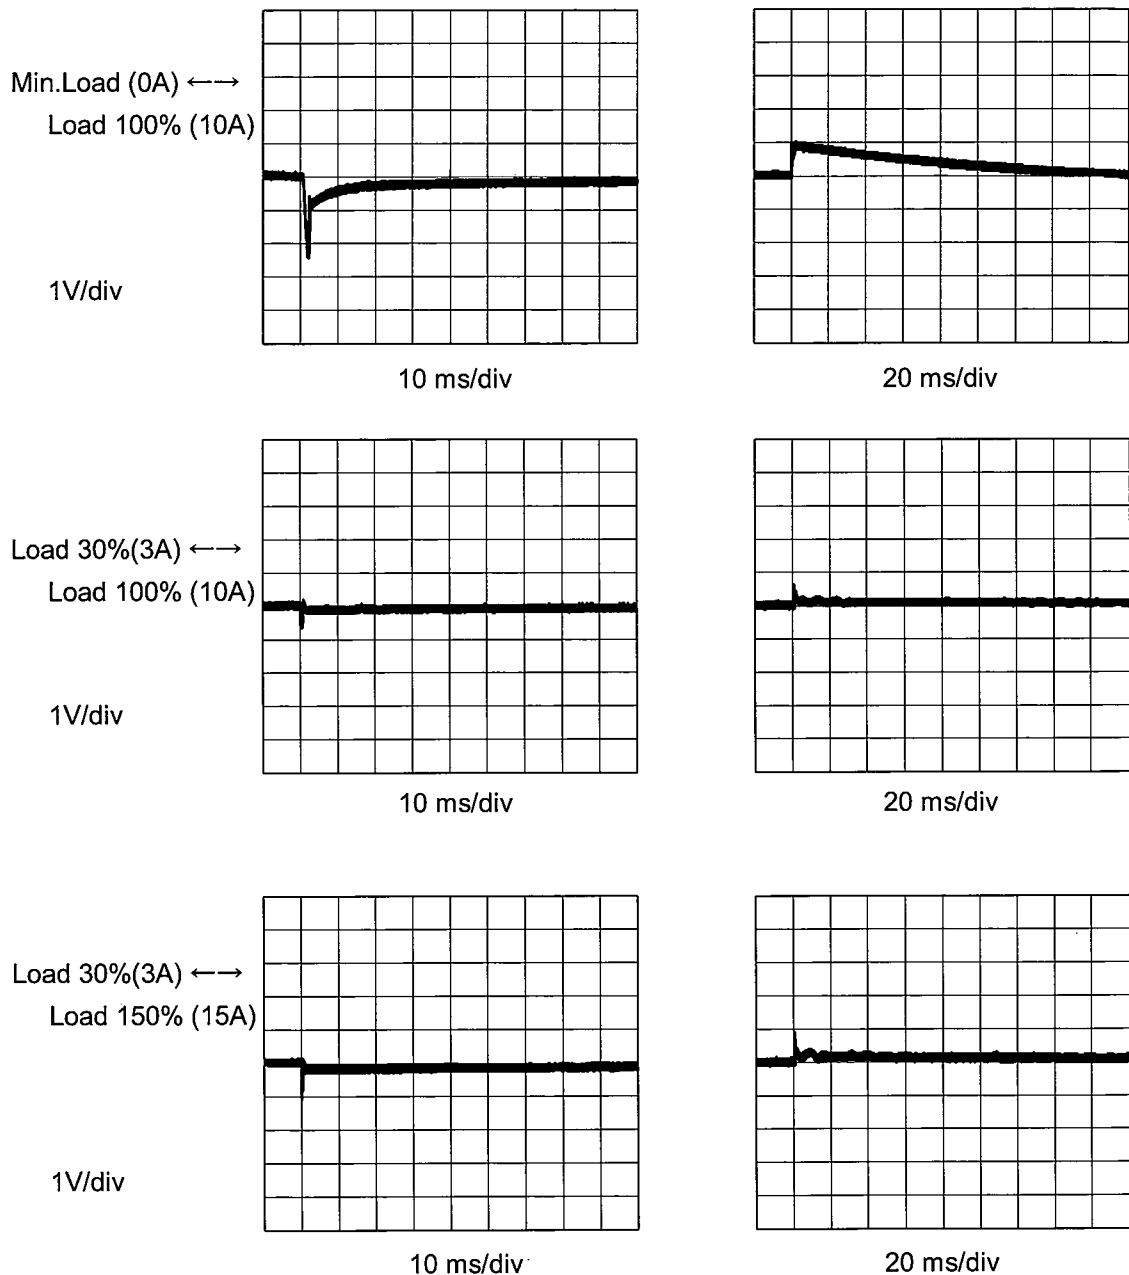 Min.Load (0A) ←→
Load 100% (10A)
1V/div
10 ms/div
20 ms/div
Load 30%(3A) ←→
Load 100% (10A)
1V/div
10 ms/div
20 ms/div
Load 30%(3A) ←→
Load 150% (15A)
1V/div
10 ms/div
20 ms/div